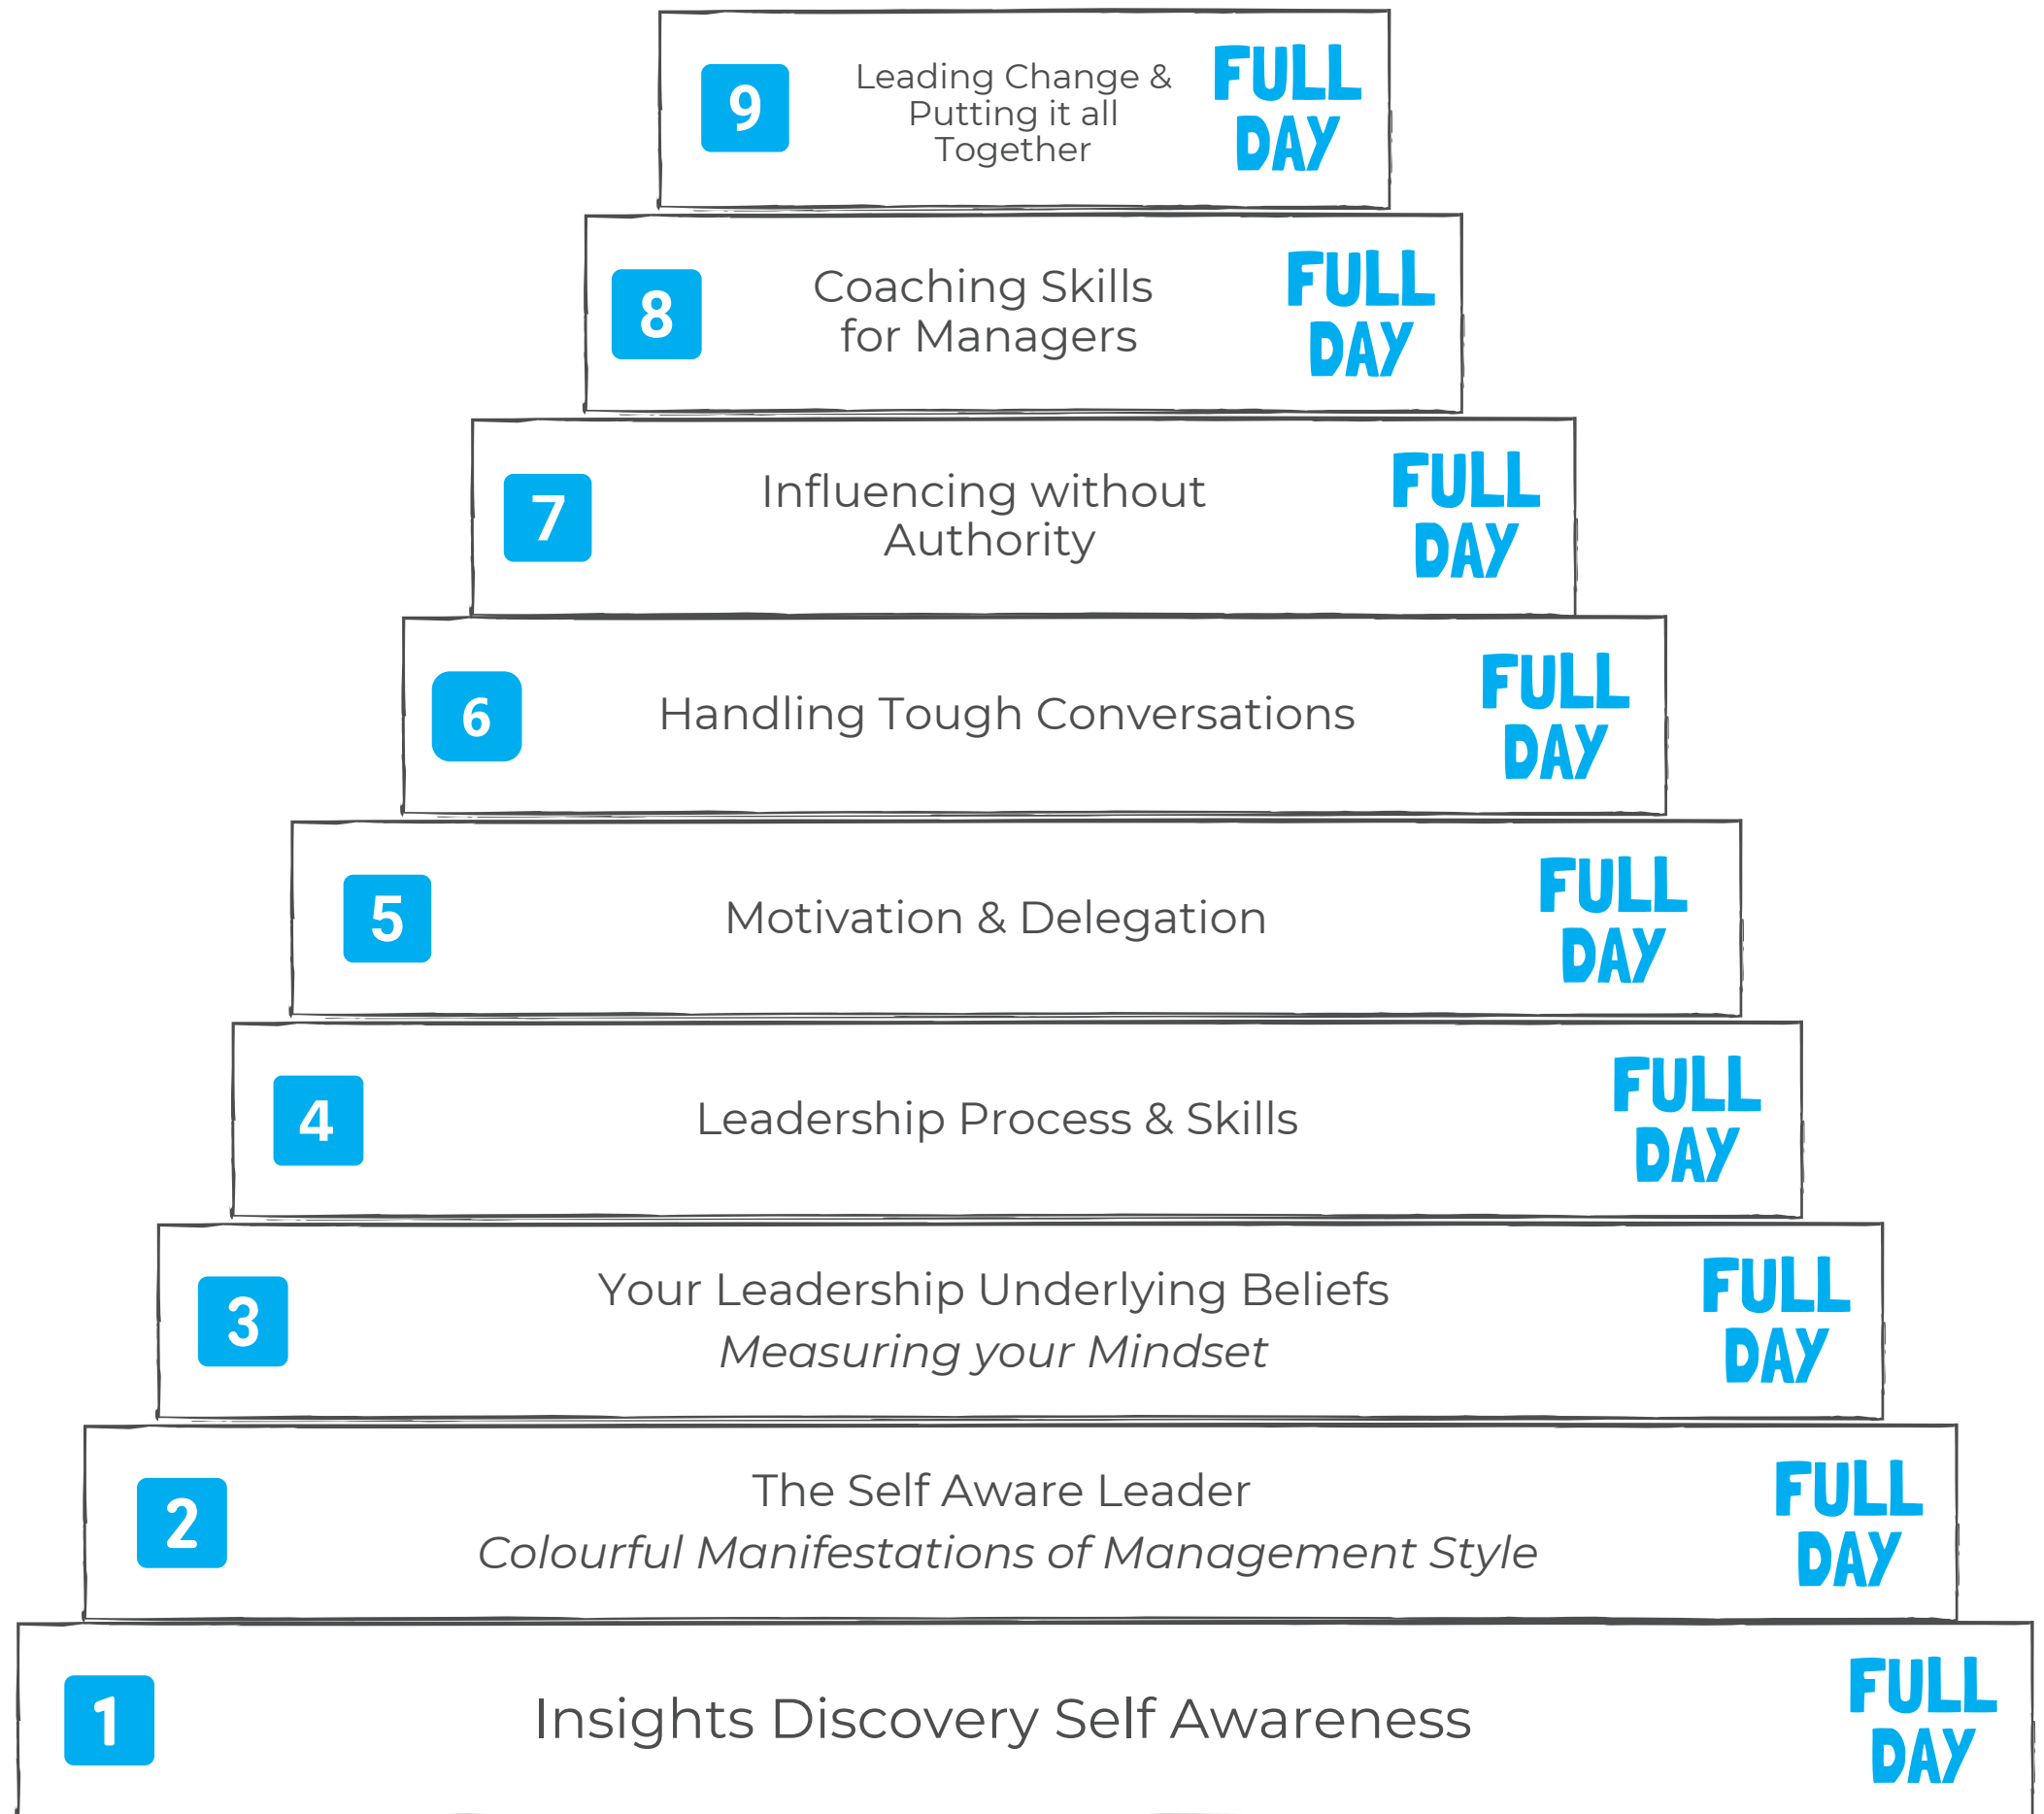 9
Leading Change &
Putting it all
Together
FULL
DAY
8
Coaching Skills
for Managers
FULL
DAY
7
Influencing without
Authority
FULL
DAY
6
Handling Tough Conversations
FULL
DAY
5
Motivation & Delegation
FULL
DAY
4
Leadership Process & Skills
FULL
DAY
3
Your Leadership Underlying Beliefs
Measuring your Mindset
FULL
DAY
2
The Self Aware Leader
Colourful Manifestations of Management Style
FULL
DAY
1
Insights Discovery Self Awareness
FULL
DAY